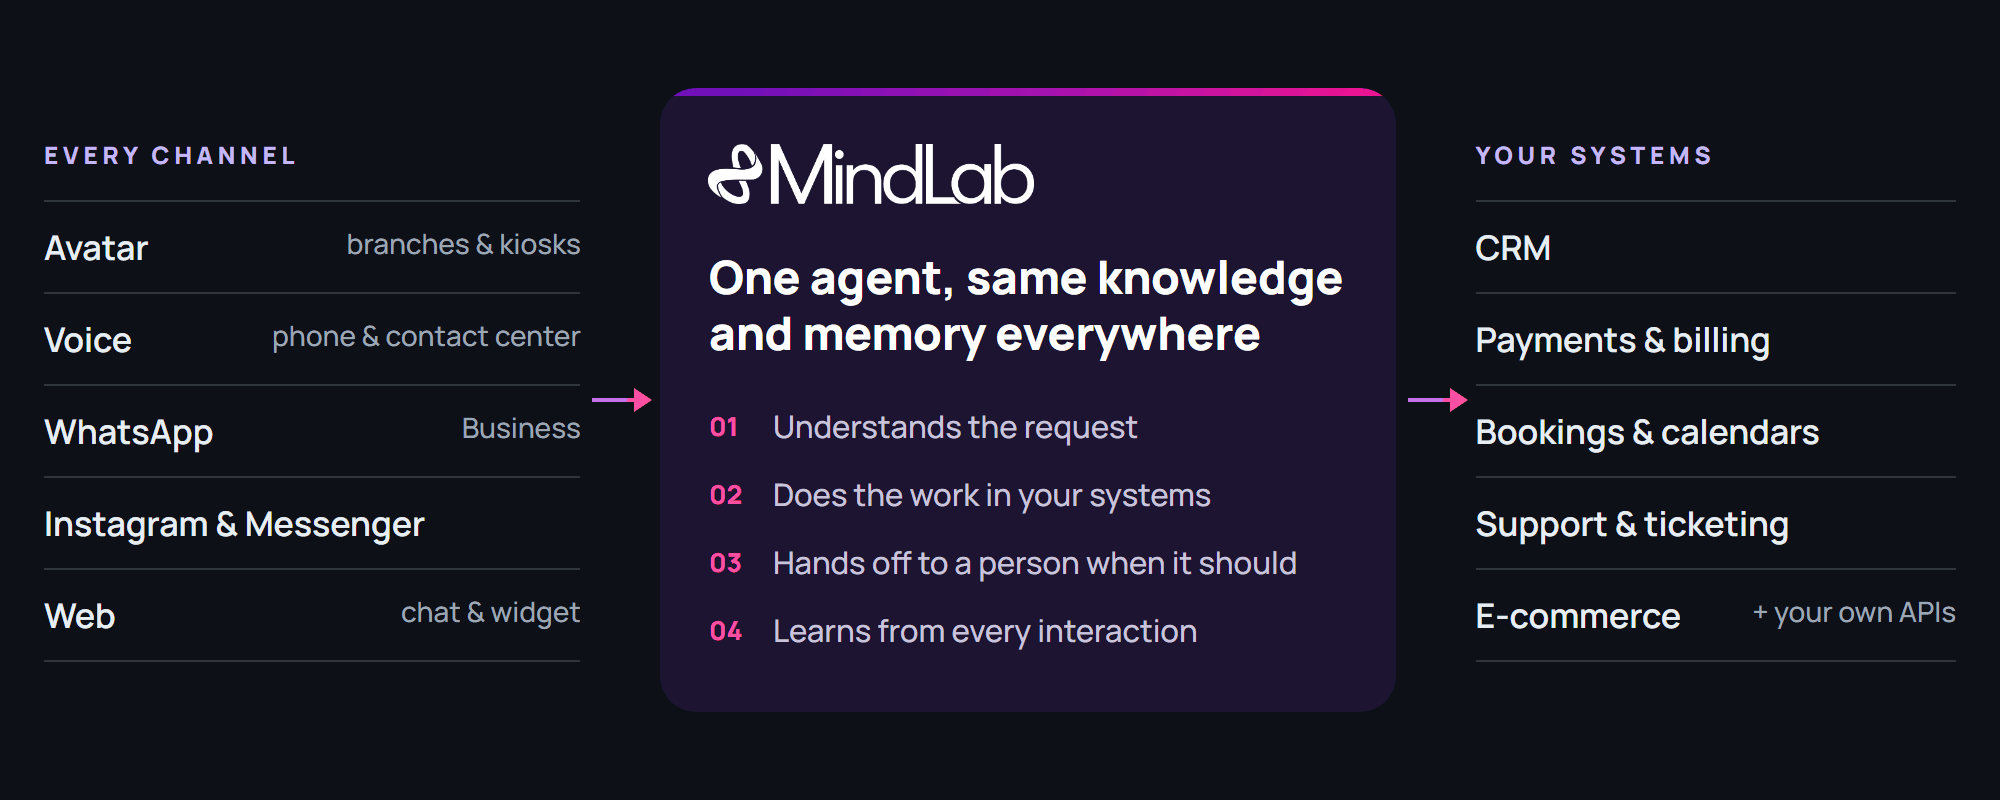 EVERY CHANNEL
Avatar branches & kiosks
Voice phone & contact center
WhatsApp Business
Instagram & Messenger
Web chat & widget
MindLab
One agent, same knowledge
and memory everywhere
01 Understands the request
02 Does the work in your systems
03 Hands off to a person when it should
04 Learns from every interaction
YOUR SYSTEMS
CRM
Payments & billing
Bookings & calendars
Support & ticketing
E-commerce + your own APIs